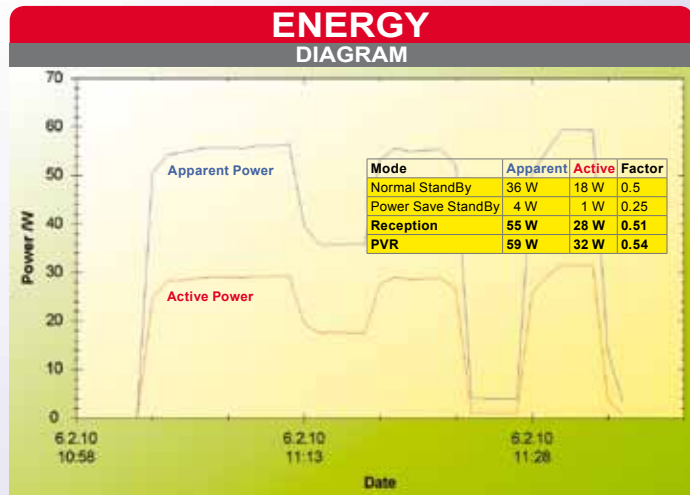 ENERGY
DIAGRAM
70
60
50
40
30
20
10
0
Power /W
Apparent Power
Active Power
Mode Apparent Active Factor
Normal StandBy 36 W 18 W 0.5
Power Save StandBy 4 W 1 W 0.25
Reception 55 W 28 W 0.51
PVR 59 W 32 W 0.54
6.2.10 6.2.10 6.2.10
10:58 11:13 11:28
Date